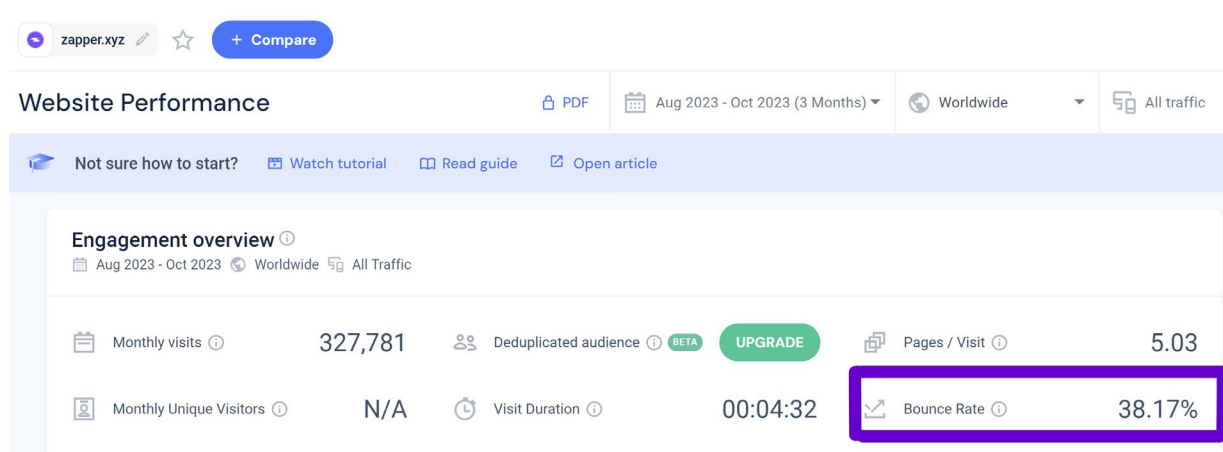 zapper.xyz
+ Compare
Website Performance
PDF
Aug 2023 - Oct 2023 (3 Months)
Worldwide
All traffic
Not sure how to start?
Watch tutorial
Read guide
Open article
Engagement overview
Aug 2023 - Oct 2023
Worldwide
All Traffic
Monthly visits
327,781
Deduplicated audience
BETA
UPGRADE
Pages / Visit
5.03
Monthly Unique Visitors
N/A
Visit Duration
00:04:32
Bounce Rate
38.17%